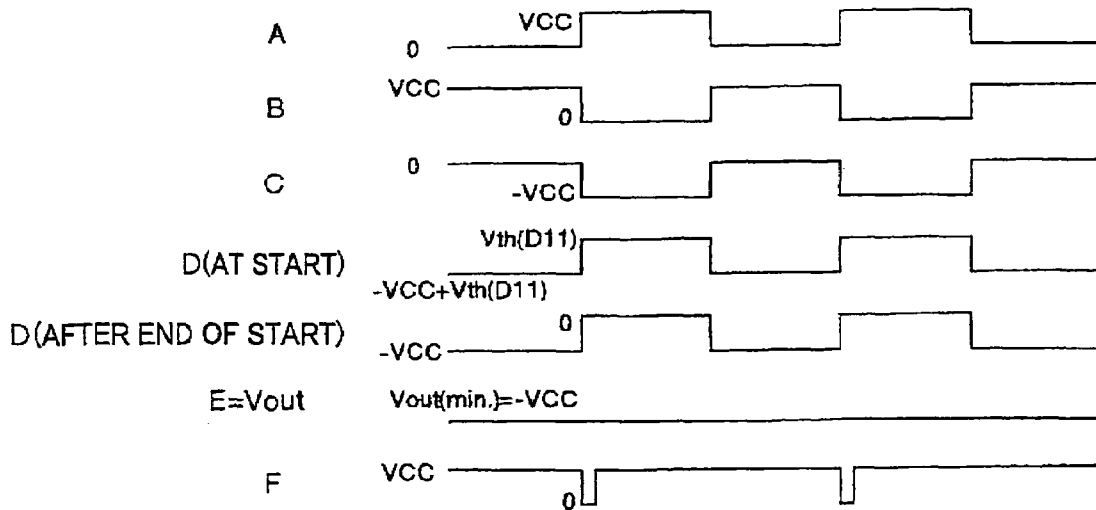 A
VCC
0
B
VCC
0
C
0
-VCC
D(AT START)
Vth(D11)
-VCC+Vth(D11)
D(AFTER END OF START)
0
-VCC
E=Vout
Vout(min.)=-VCC
F
VCC
0